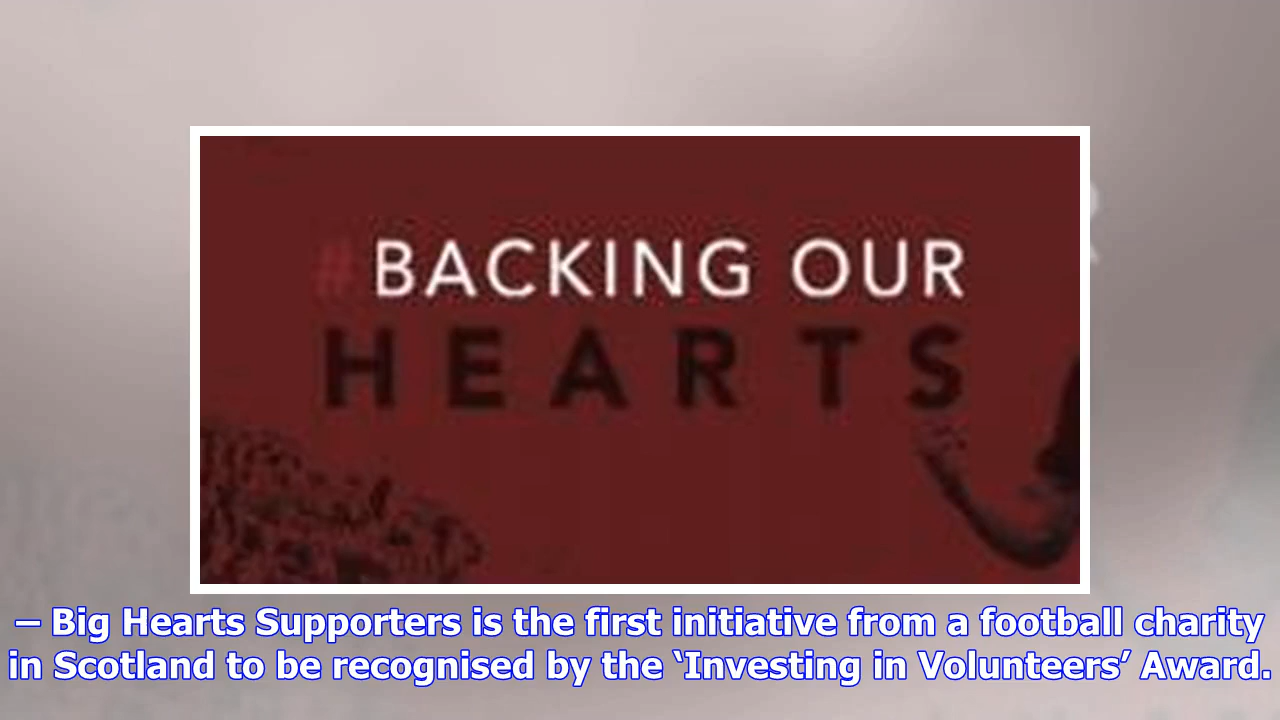 #BACKING OUR
HEARTS
– Big Hearts Supporters is the first initiative from a football charity
in Scotland to be recognised by the ‘Investing in Volunteers’ Award.